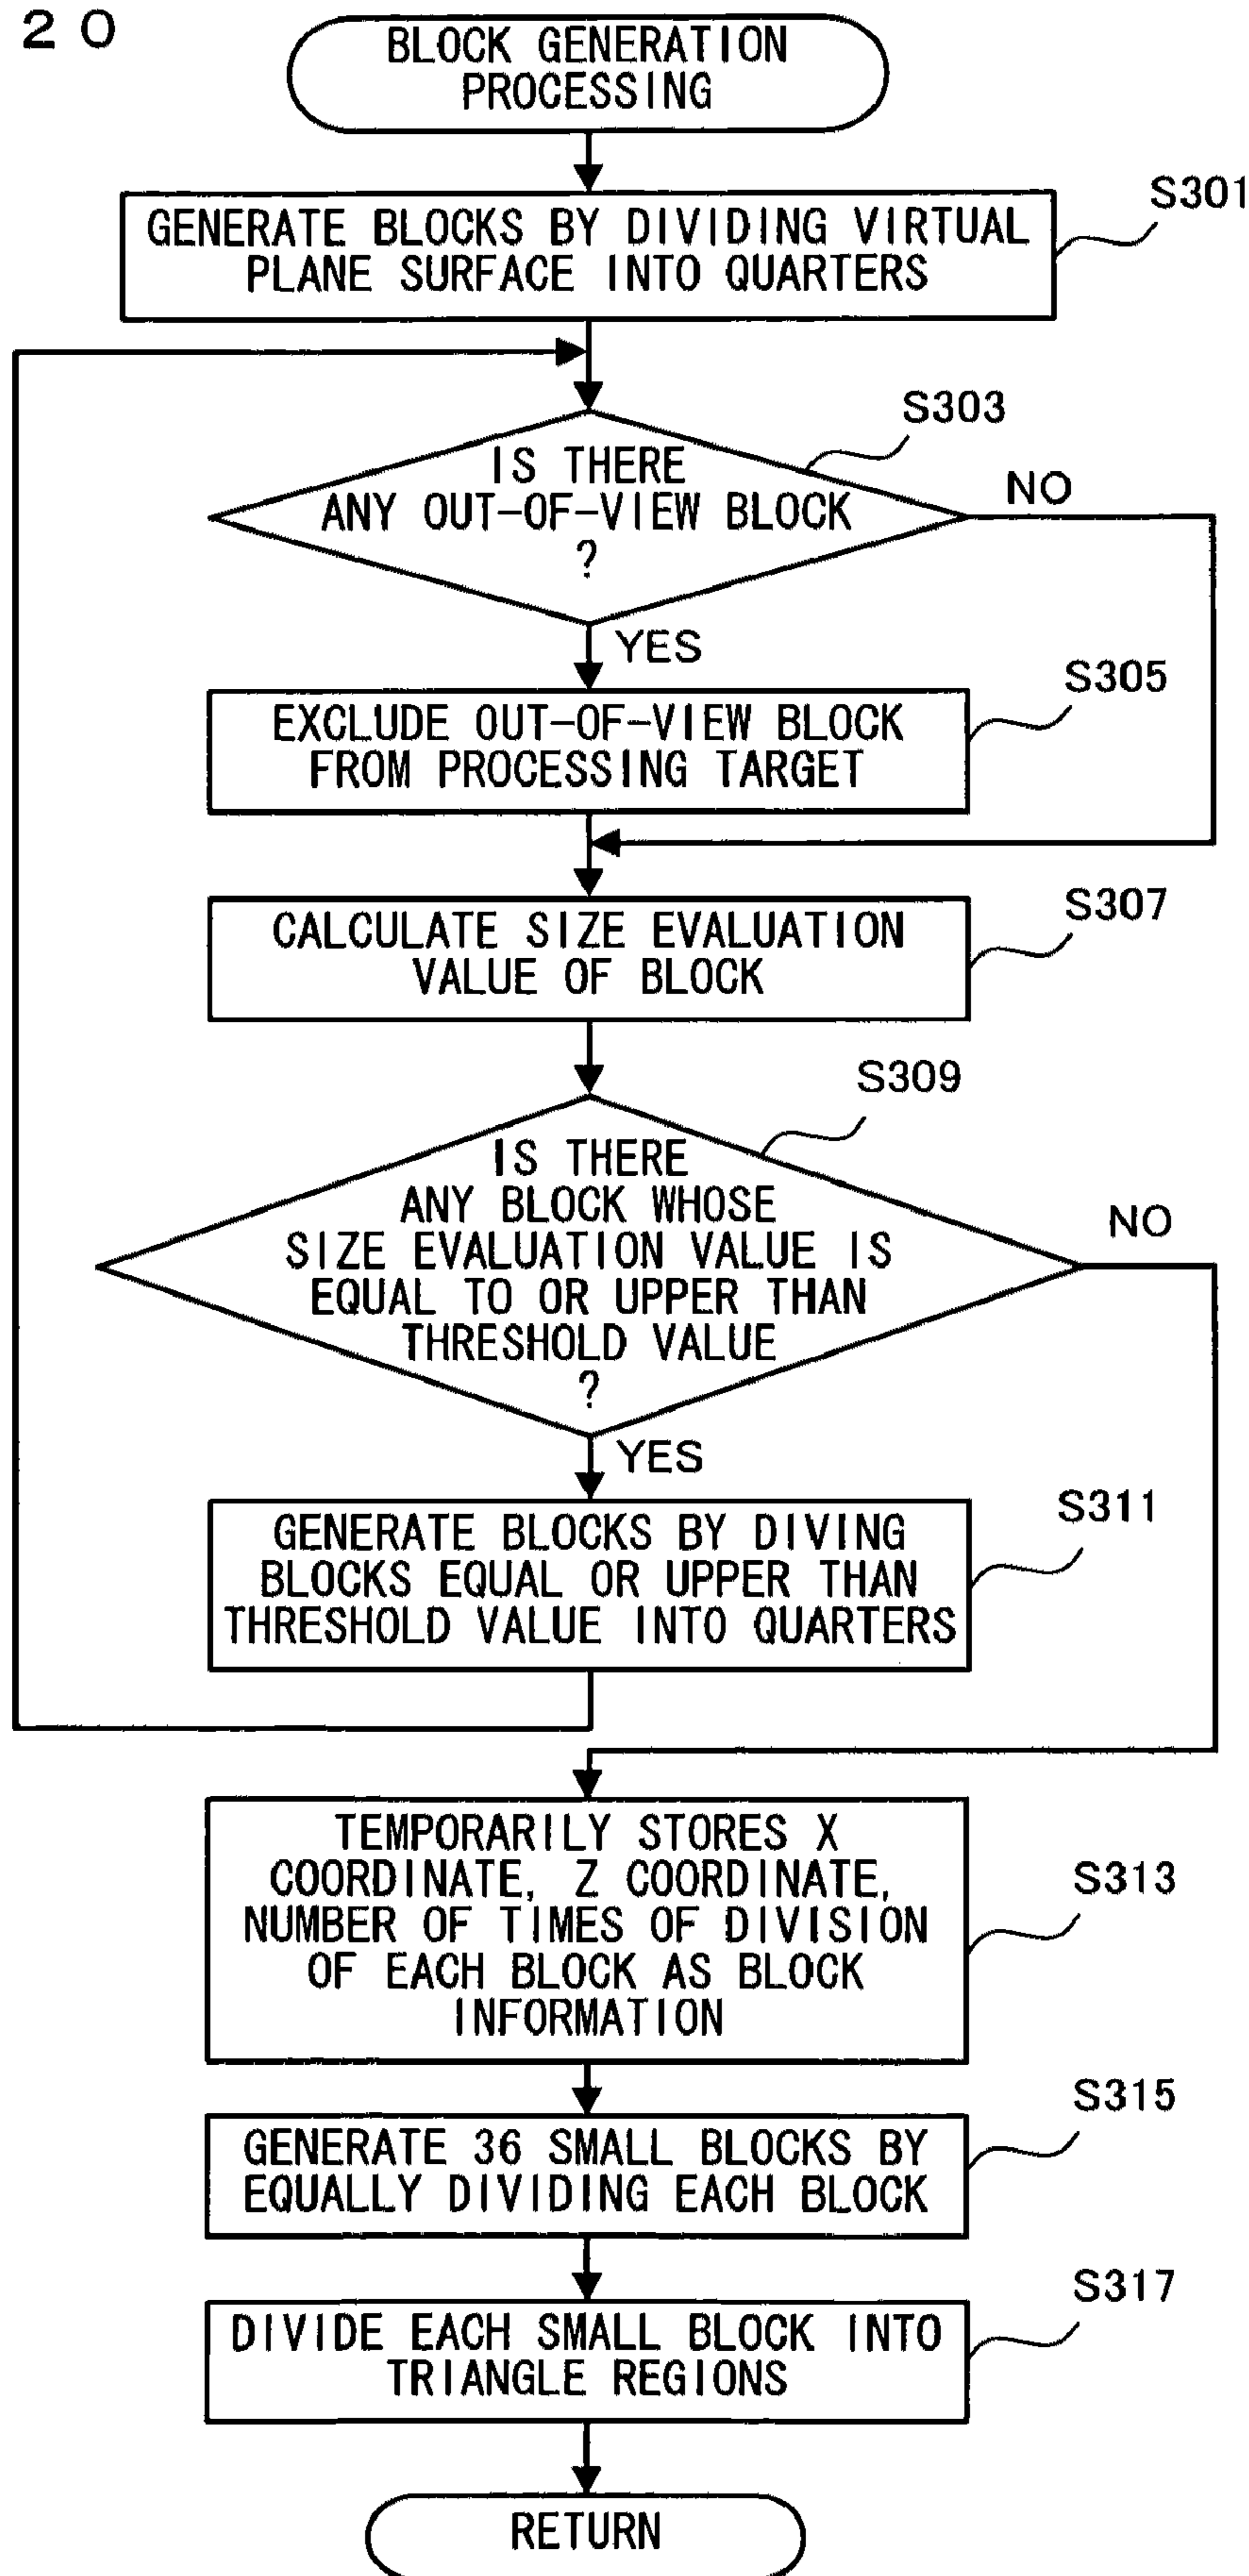 20
BLOCK GENERATION
PROCESSING
S301
GENERATE BLOCKS BY DIVIDING VIRTUAL
PLANE SURFACE INTO QUARTERS
S303
IS THERE
ANY OUT-OF-VIEW BLOCK
?
NO
YES
S305
EXCLUDE OUT-OF-VIEW BLOCK
FROM PROCESSING TARGET
S307
CALCULATE SIZE EVALUATION
VALUE OF BLOCK
S309
IS THERE
ANY BLOCK WHOSE
SIZE EVALUATION VALUE IS
EQUAL TO OR UPPER THAN
THRESHOLD VALUE
?
NO
YES
S311
GENERATE BLOCKS BY DIVING
BLOCKS EQUAL OR UPPER THAN
THRESHOLD VALUE INTO QUARTERS
TEMPORARILY STORES X
COORDINATE, Z COORDINATE,
NUMBER OF TIMES OF DIVISION
OF EACH BLOCK AS BLOCK
INFORMATION
S313
S315
GENERATE 36 SMALL BLOCKS BY
EQUALLY DIVIDING EACH BLOCK
S317
DIVIDE EACH SMALL BLOCK INTO
TRIANGLE REGIONS
RETURN